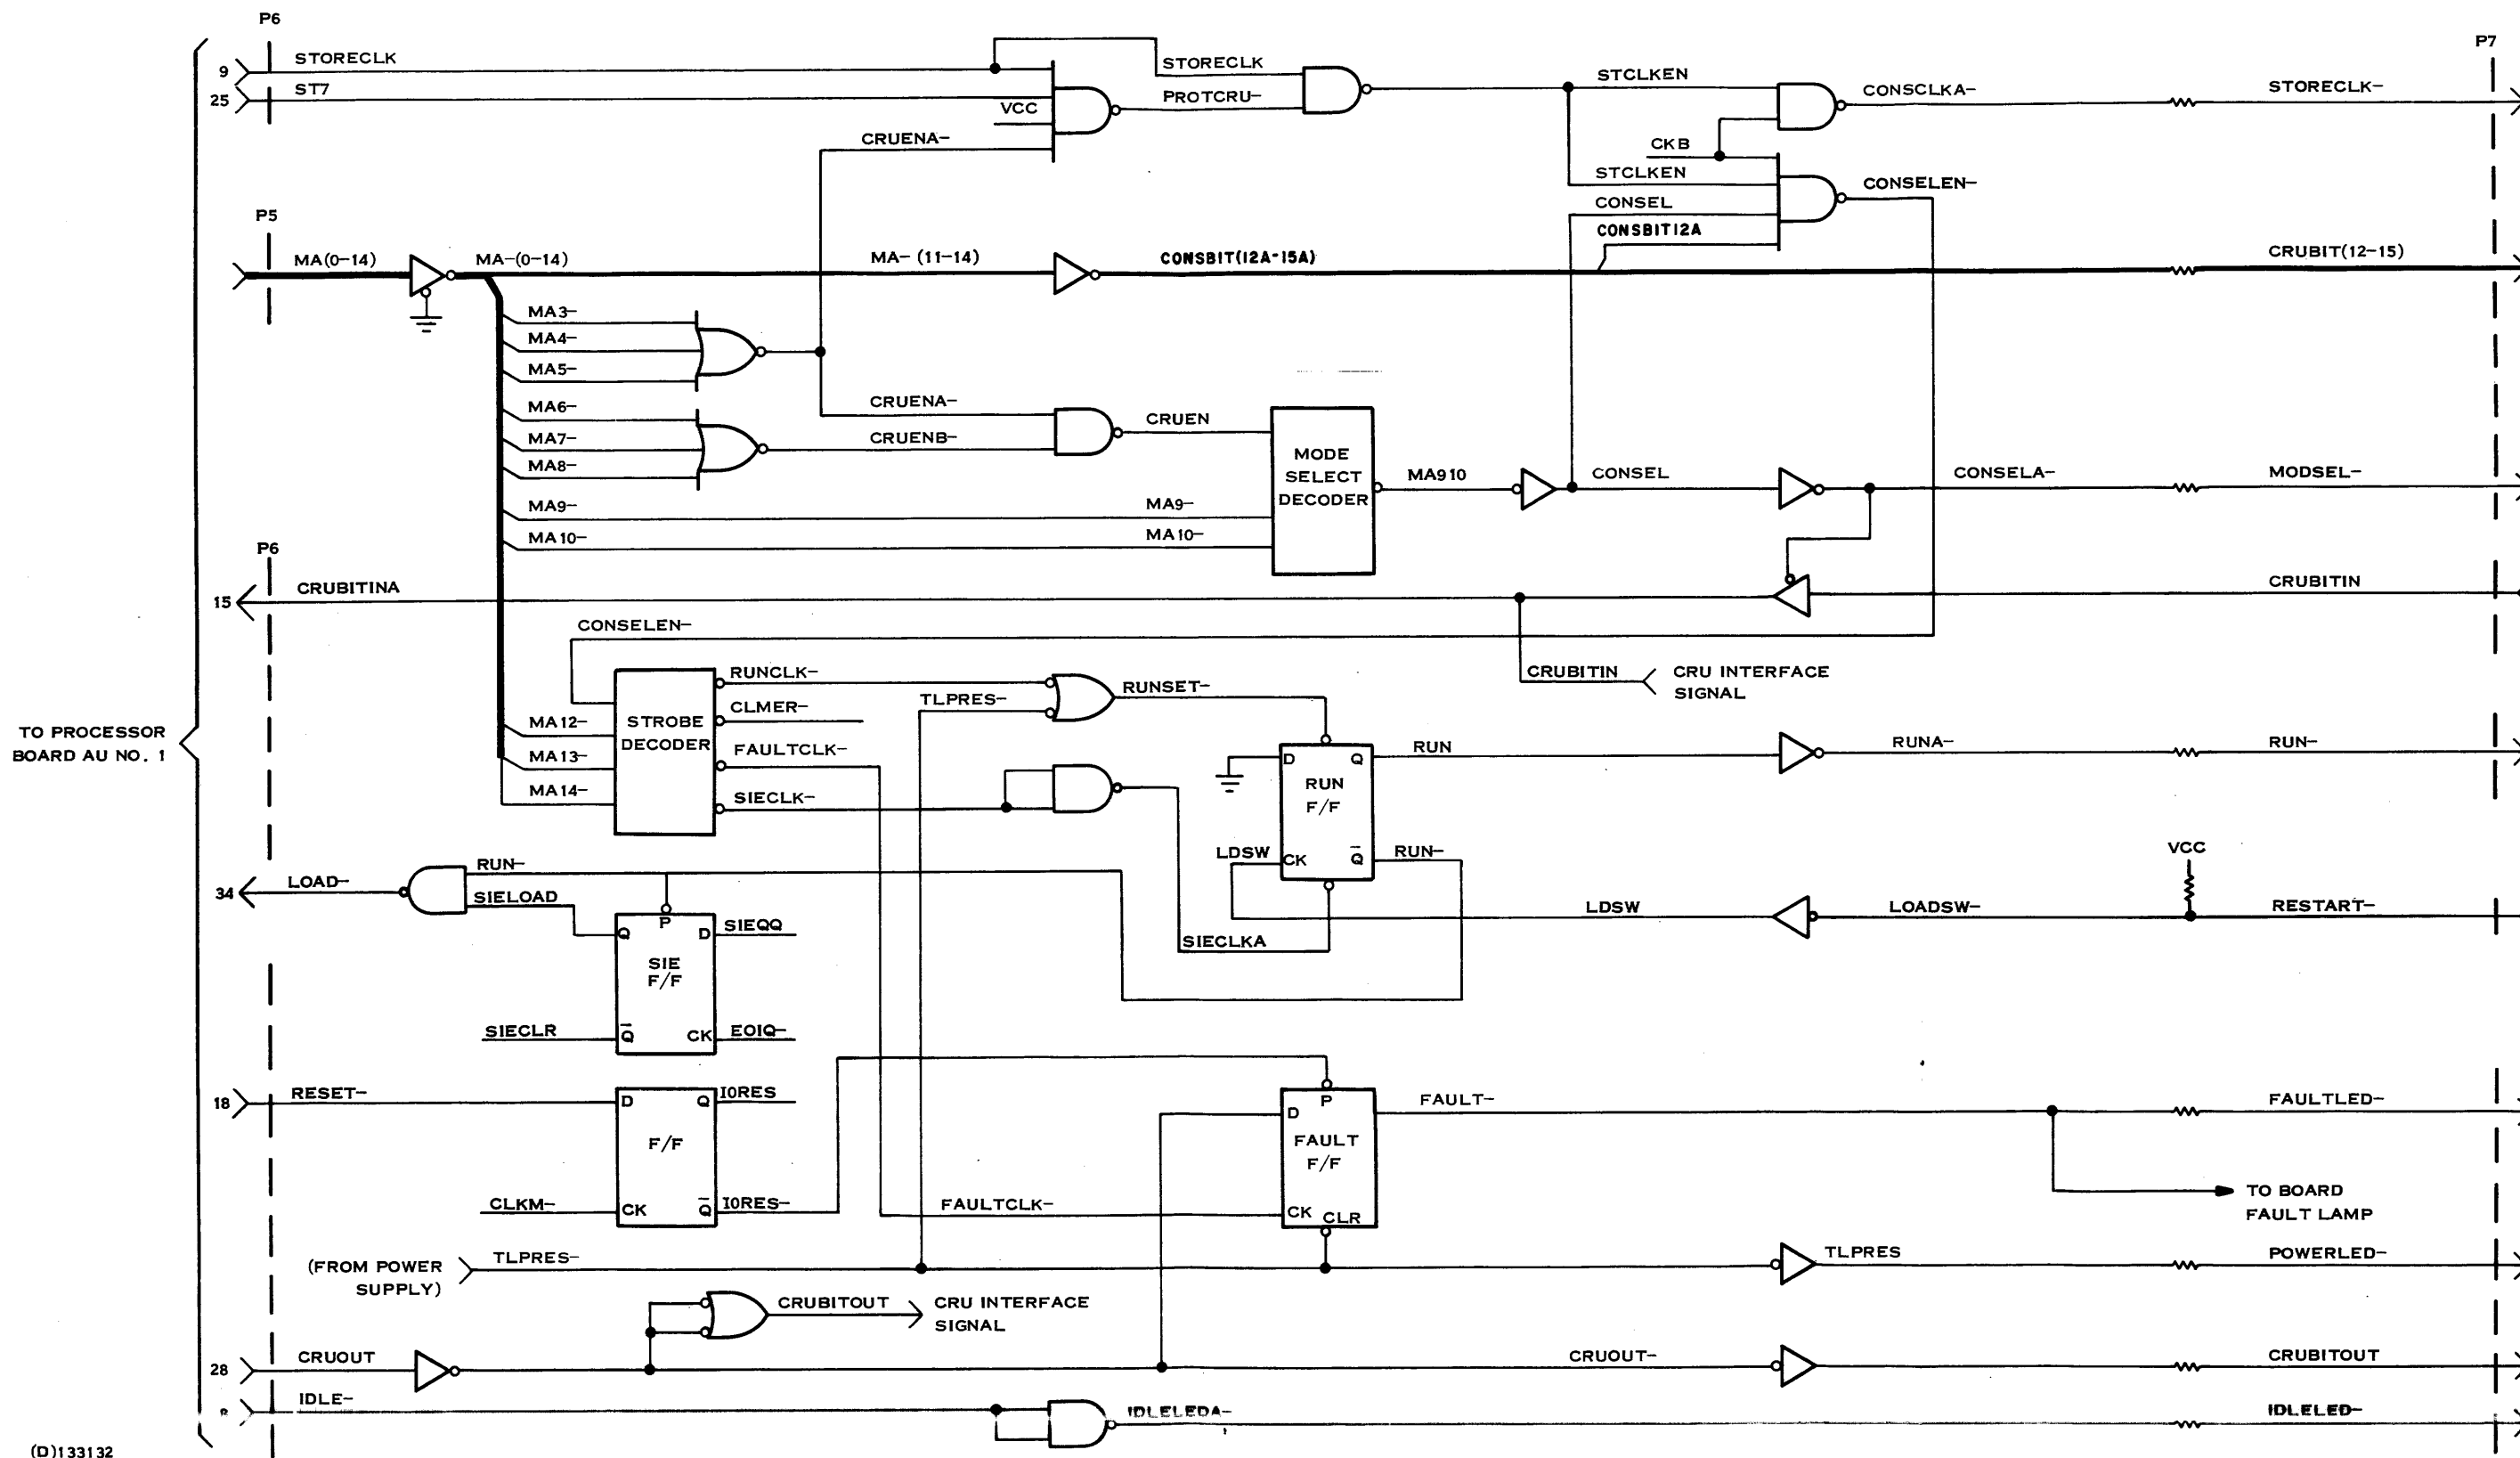 P6
P7
9
STORECLK
STORECLK
STCLKEN
CONSCLKA-
STORECLK-
25
ST7
VCC
PROTCRU-
CRUENA-
CKB
STCLKEN
CONSELEN-
CONSEL
CONSBIT12A
P5
MA(0-14)
MA-(0-14)
MA- (11-14)
CONSBIT(12A-15A)
CRUBIT(12-15)
MA3-
MA4-
MA5-
MA6-
MA7-
MA8-
CRUENA-
CRUENB-
CRUEN
MODE
SELECT
DECODER
MA910
CONSEL
CONSELA-
MODSEL-
MA9-
MA9-
MA10-
MA10-
P6
15
CRUBITINA
CRUBITIN
CONSELEN-
CRUBITIN
CRU INTERFACE
SIGNAL
TO PROCESSOR
BOARD AU NO. 1
MA12-
MA13-
MA14-
STROBE
DECODER
RUNCLK-
CLMER-
FAULTCLK-
SIECLK-
TLPRES-
RUNSET-
D
Q
RUN
F/F
LDSW
CK
Q
RUN-
RUN
RUNA-
RUN-
34
LOAD-
RUN-
SIELOAD
P
Q
D
SIEQQ
SIE
F/F
SIECLR
Q
CK
EOIQ-
SIECLKA
LDSW
LOADSW-
VCC
RESTART-
18
RESET-
D
Q
IORES
F/F
CLKM-
CK
Q
IORES-
P
D
FAULT
F/F
CK
CLR
FAULTCLK-
FAULT-
FAULTLED-
TO BOARD
FAULT LAMP
(FROM POWER
SUPPLY)
TLPRES-
TLPRES
POWERLED-
CRUBITOUT
CRU INTERFACE
SIGNAL
28
CRUOUT
CRUOUT-
CRUBITOUT
IDLE-
IDLELEDA-
IDLELED-
(D)133132